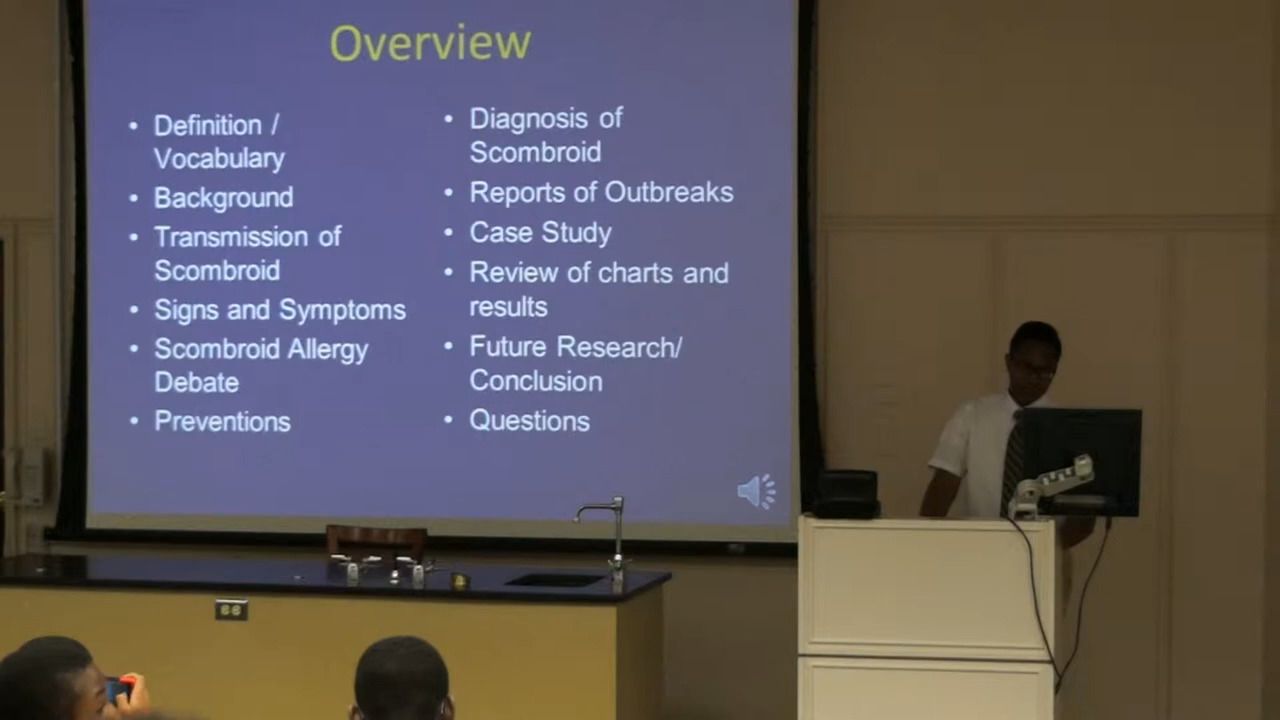 Overview
• Definition /
Vocabulary
• Background
• Transmission of
Scombroid
• Signs and Symptoms
• Scombroid Allergy
Debate
• Preventions
• Diagnosis of
Scombroid
• Reports of Outbreaks
• Case Study
• Review of charts and
results
• Future Research/
Conclusion
• Questions